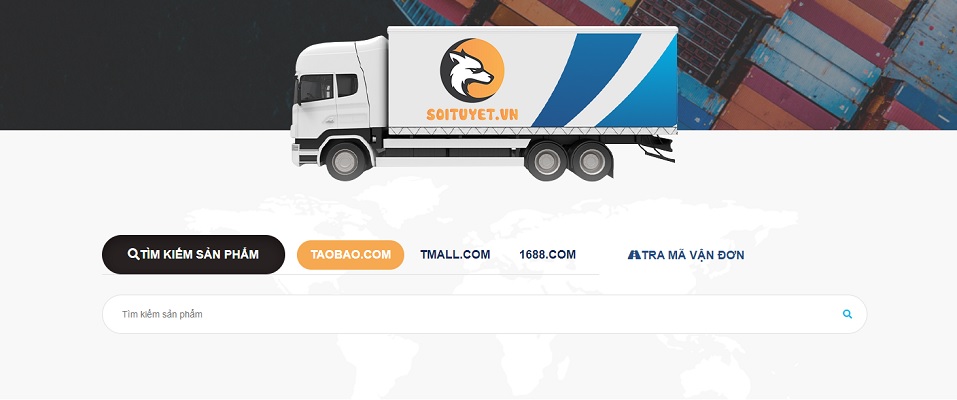 SOITUYET.VN
TÌM KIẾM SẢN PHẨM TAOBAO.COM TMALL.COM 1688.COM TRA MÃ VẬN ĐƠN
Tìm kiếm sản phẩm